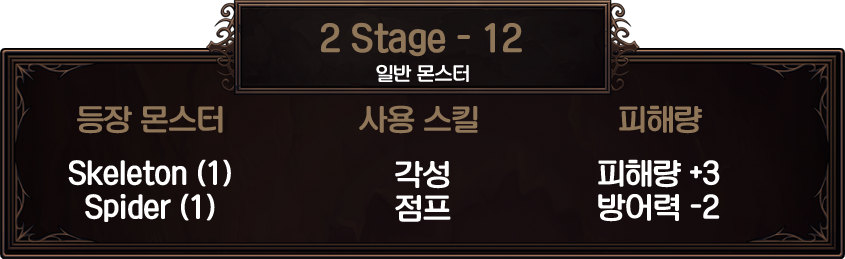 2 Stage - 12
일반 몬스터
등장 몬스터 사용 스킬 피해량
Skeleton (1) 각성 피해량 +3
Spider (1) 점프 방어력 -2